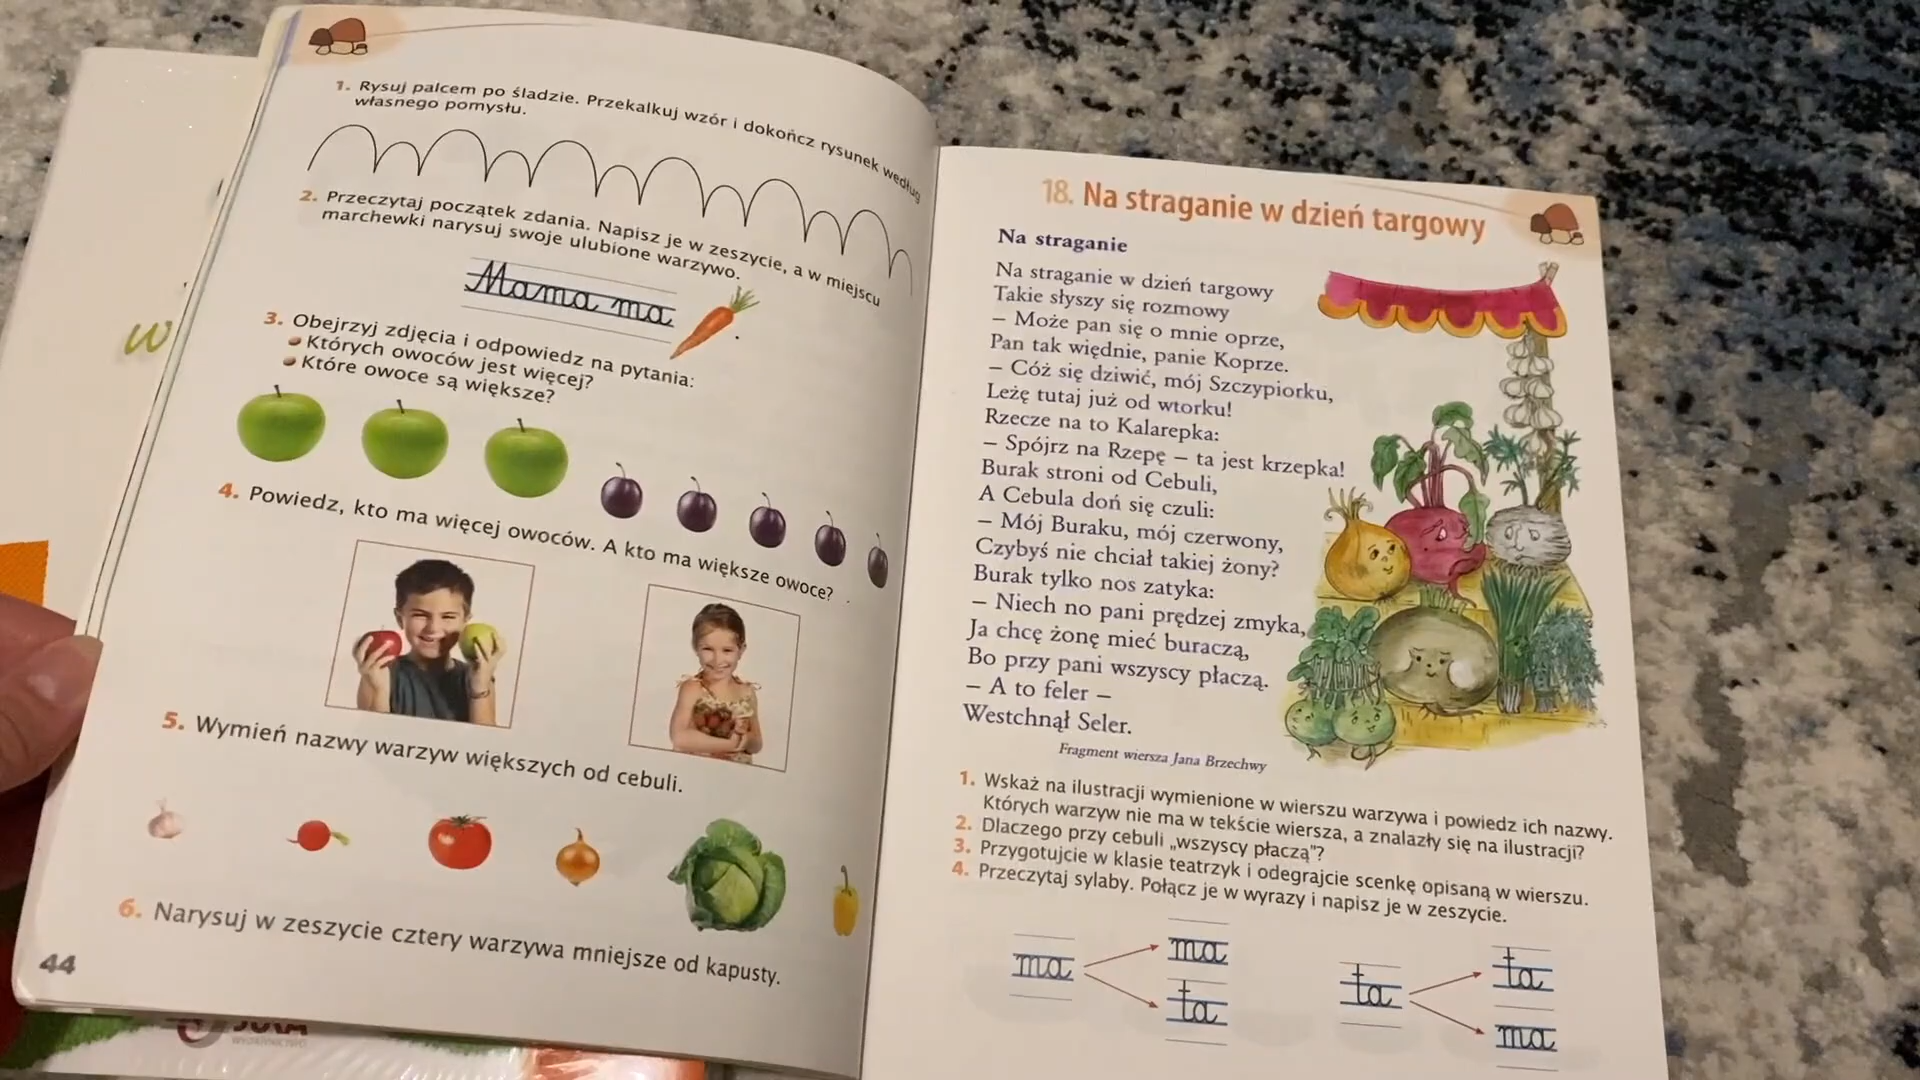 1. Rysuj palcem po śladzie. Przekalkuj wzór i dokończ rysunek według
własnego pomysłu.
2. Przeczytaj początek zdania. Napisz je w zeszycie, a w miejscu
marchewki narysuj swoje ulubione warzywo.
Mama ma
3. Obejrzyj zdjęcia i odpowiedz na pytania:
Których owoców jest więcej?
Które owoce są większe?
4. Powiedz, kto ma więcej owoców. A kto ma większe owoce?
5. Wymień nazwy warzyw większych od cebuli.
6. Narysuj w zeszycie cztery warzywa mniejsze od kapusty.
44
18. Na straganie w dzień targowy
Na straganie
Na straganie w dzień targowy
Takie słyszy się rozmowy
– Może pan się o mnie oprze,
Pan tak więdnie, panie Koprze.
– Cóż się dziwić, mój Szczypiorku,
Leżę tutaj już od wtorku!
Rzecze na to Kalarepka:
– Spójrz na Rzepę – ta jest krzepka!
Burak stroni od Cebuli,
A Cebula doń się czuli:
– Mój Buraku, mój czerwony,
Czybyś nie chciał takiej żony?
Burak tylko nos zatyka:
– Niech no pani prędzej zmyka,
Ja chcę żonę mieć buraczą,
Bo przy pani wszyscy płaczą.
– A to feler –
Westchnął Seler.
Fragment wiersza Jana Brzechwy
1. Wskaż na ilustracji wymienione w wierszu warzywa i powiedz ich nazwy.
Których warzyw nie ma w tekście wiersza, a znalazły się na ilustracji?
2. Dlaczego przy cebuli „wszyscy płaczą”?
3. Przygotujcie w klasie teatrzyk i odegrajcie scenkę opisaną w wierszu.
4. Przeczytaj sylaby. Połącz je w wyrazy i napisz je w zeszycie.
ma ma ta
ta ta ma
w
WYDAWNICTWO